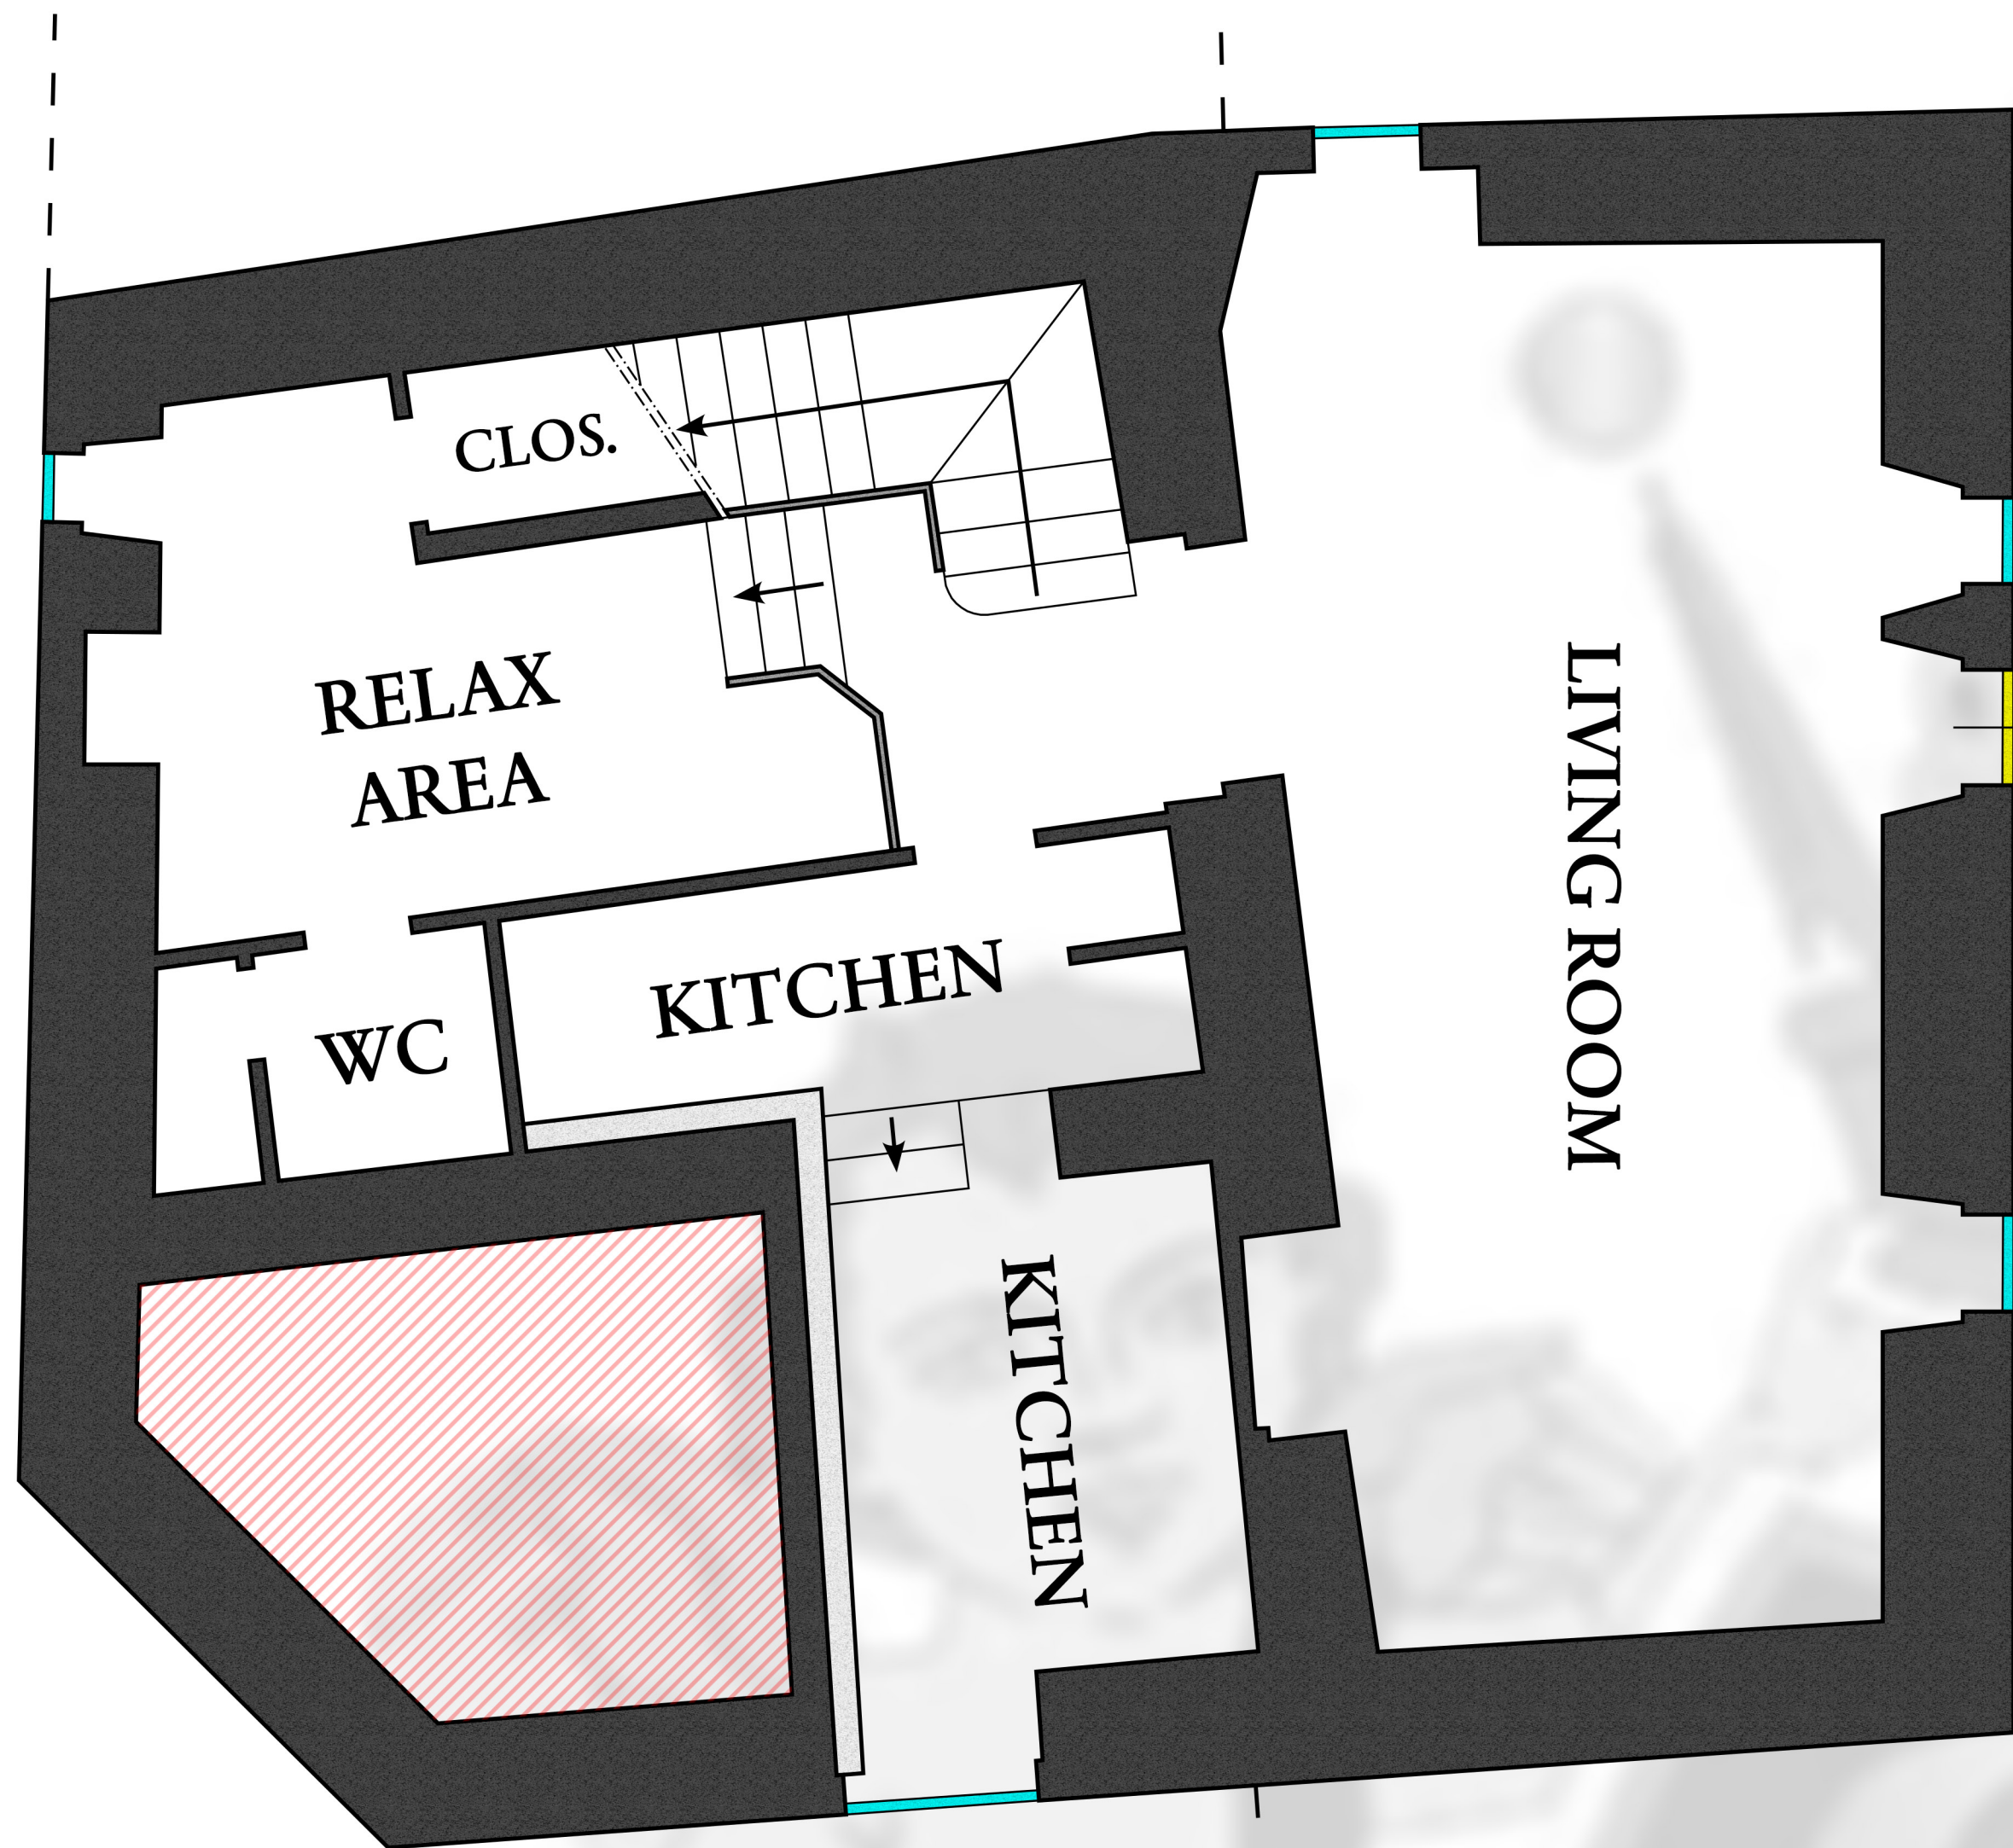 CLOS.
RELAX
AREA
LIVING ROOM
KITCHEN
WC
KITCHEN